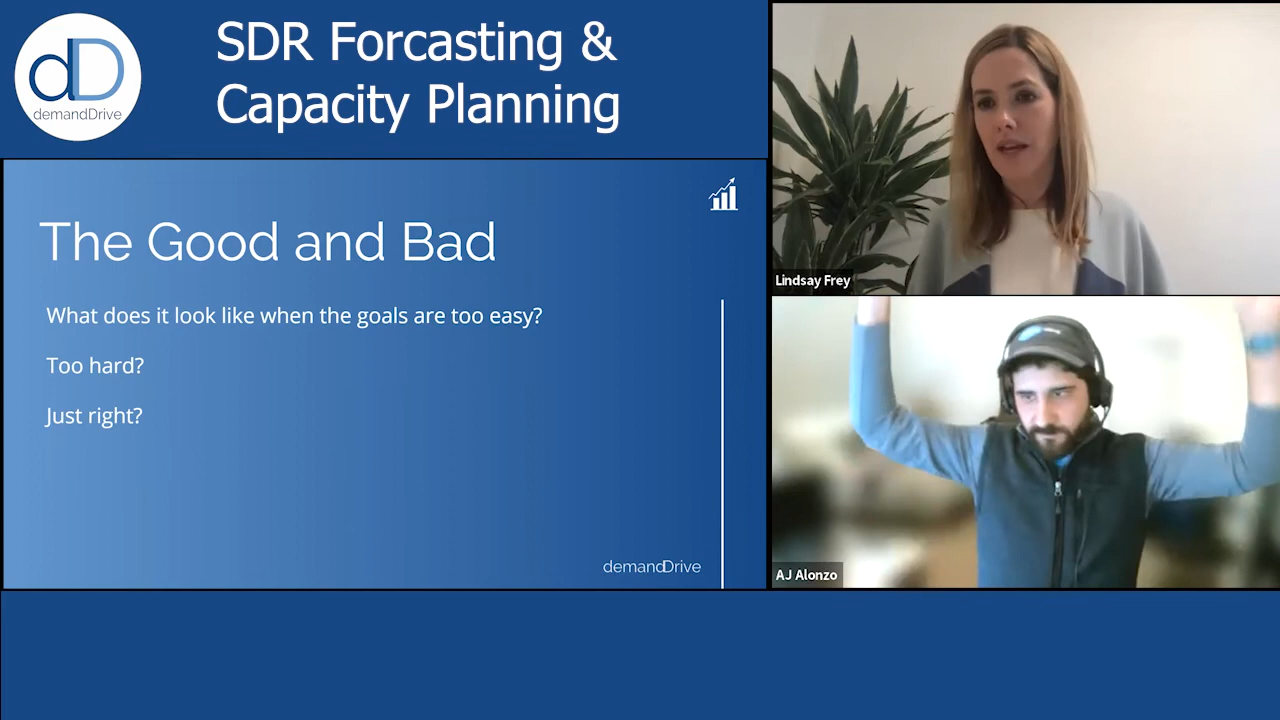 dD
demandDrive
SDR Forcasting &
Capacity Planning
The Good and Bad
What does it look like when the goals are too easy?
Too hard?
Just right?
demandDrive
Lindsay Frey
AJ Alonzo